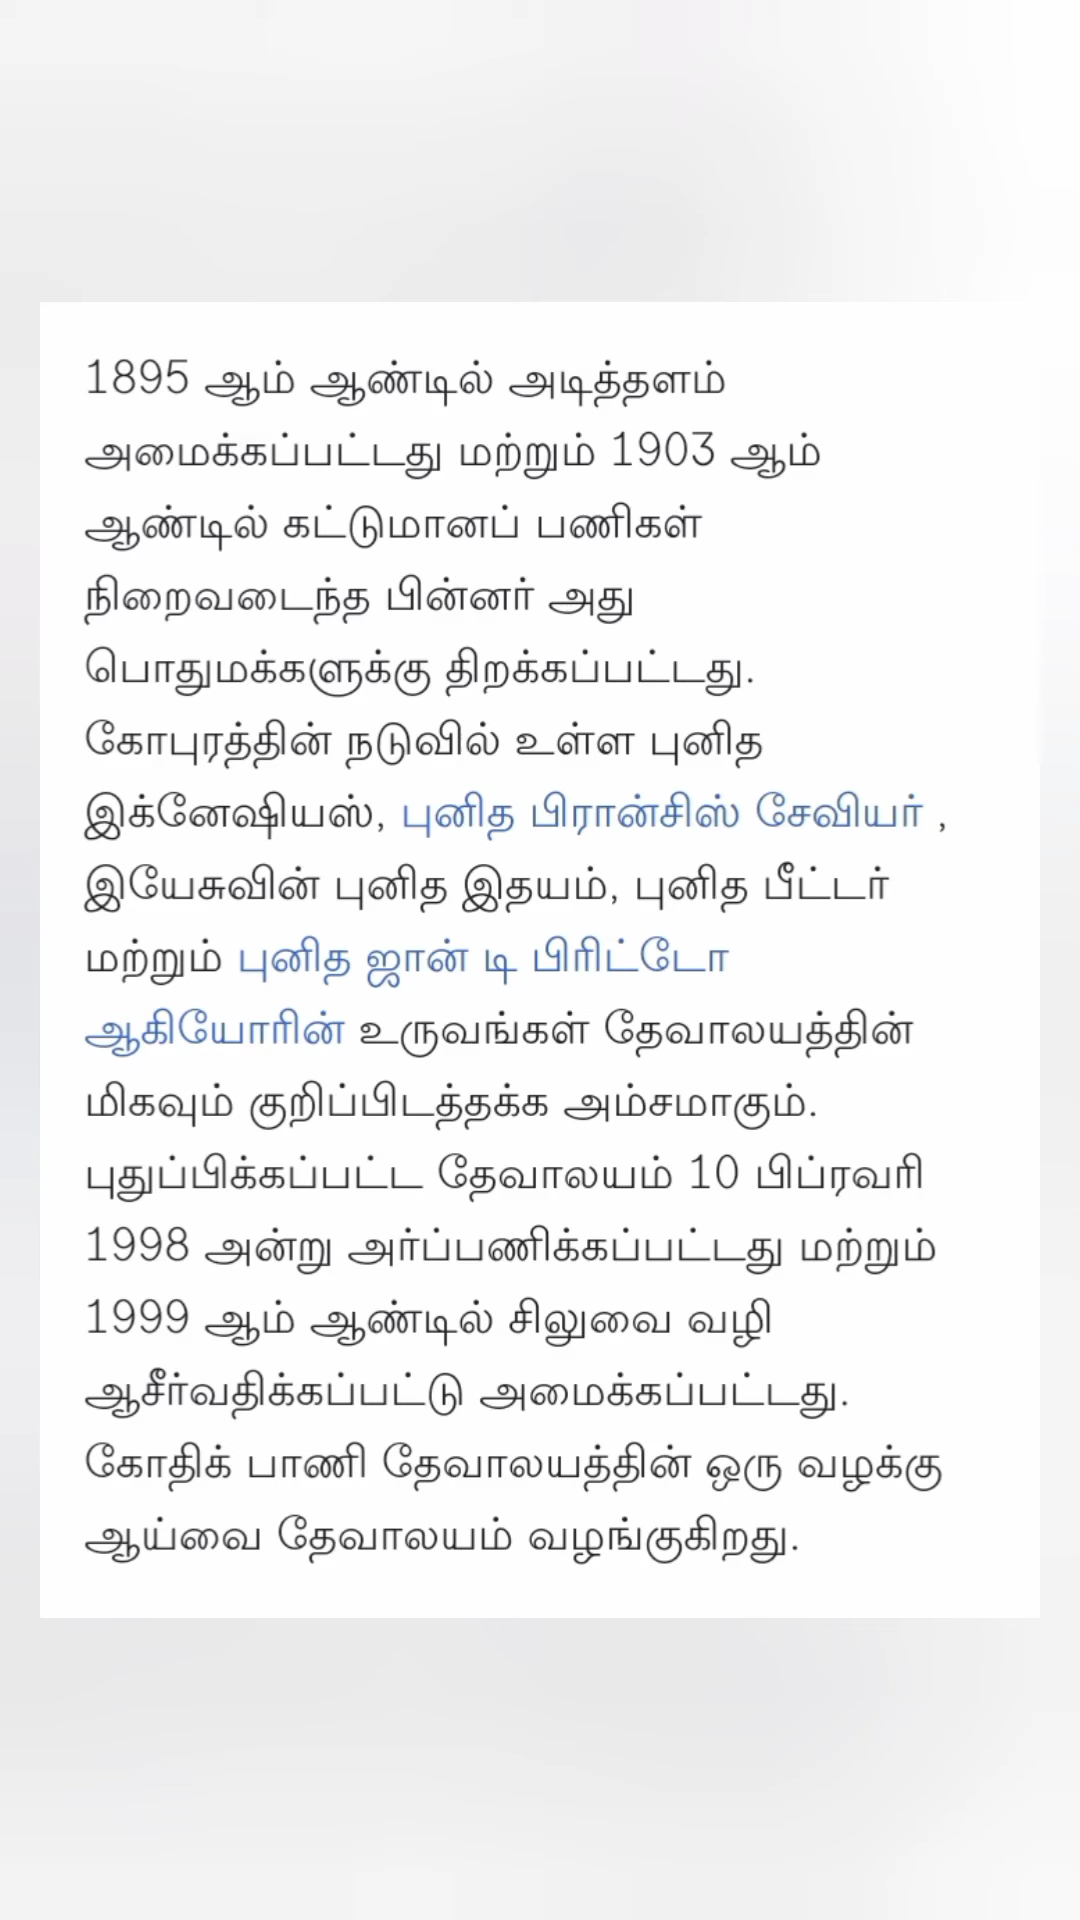 1895 ஆம் ஆண்டில் அடித்தளம்
அமைக்கப்பட்டது மற்றும் 1903 ஆம்
ஆண்டில் கட்டுமானப் பணிகள்
நிறைவடைந்த பின்னர் அது
பொதுமக்களுக்கு திறக்கப்பட்டது.
கோபுரத்தின் நடுவில் உள்ள புனித
இக்னேஷியஸ், புனித பிரான்சிஸ் சேவியர் ,
இயேசுவின் புனித இதயம், புனித பீட்டர்
மற்றும் புனித ஜான் டி பிரிட்டோ
ஆகியோரின் உருவங்கள் தேவாலயத்தின்
மிகவும் குறிப்பிடத்தக்க அம்சமாகும்.
புதுப்பிக்கப்பட்ட தேவாலயம் 10 பிப்ரவரி
1998 அன்று அர்ப்பணிக்கப்பட்டது மற்றும்
1999 ஆம் ஆண்டில் சிலுவை வழி
ஆசீர்வதிக்கப்பட்டு அமைக்கப்பட்டது.
கோதிக் பாணி தேவாலயத்தின் ஒரு வழக்கு
ஆய்வை தேவாலயம் வழங்குகிறது.